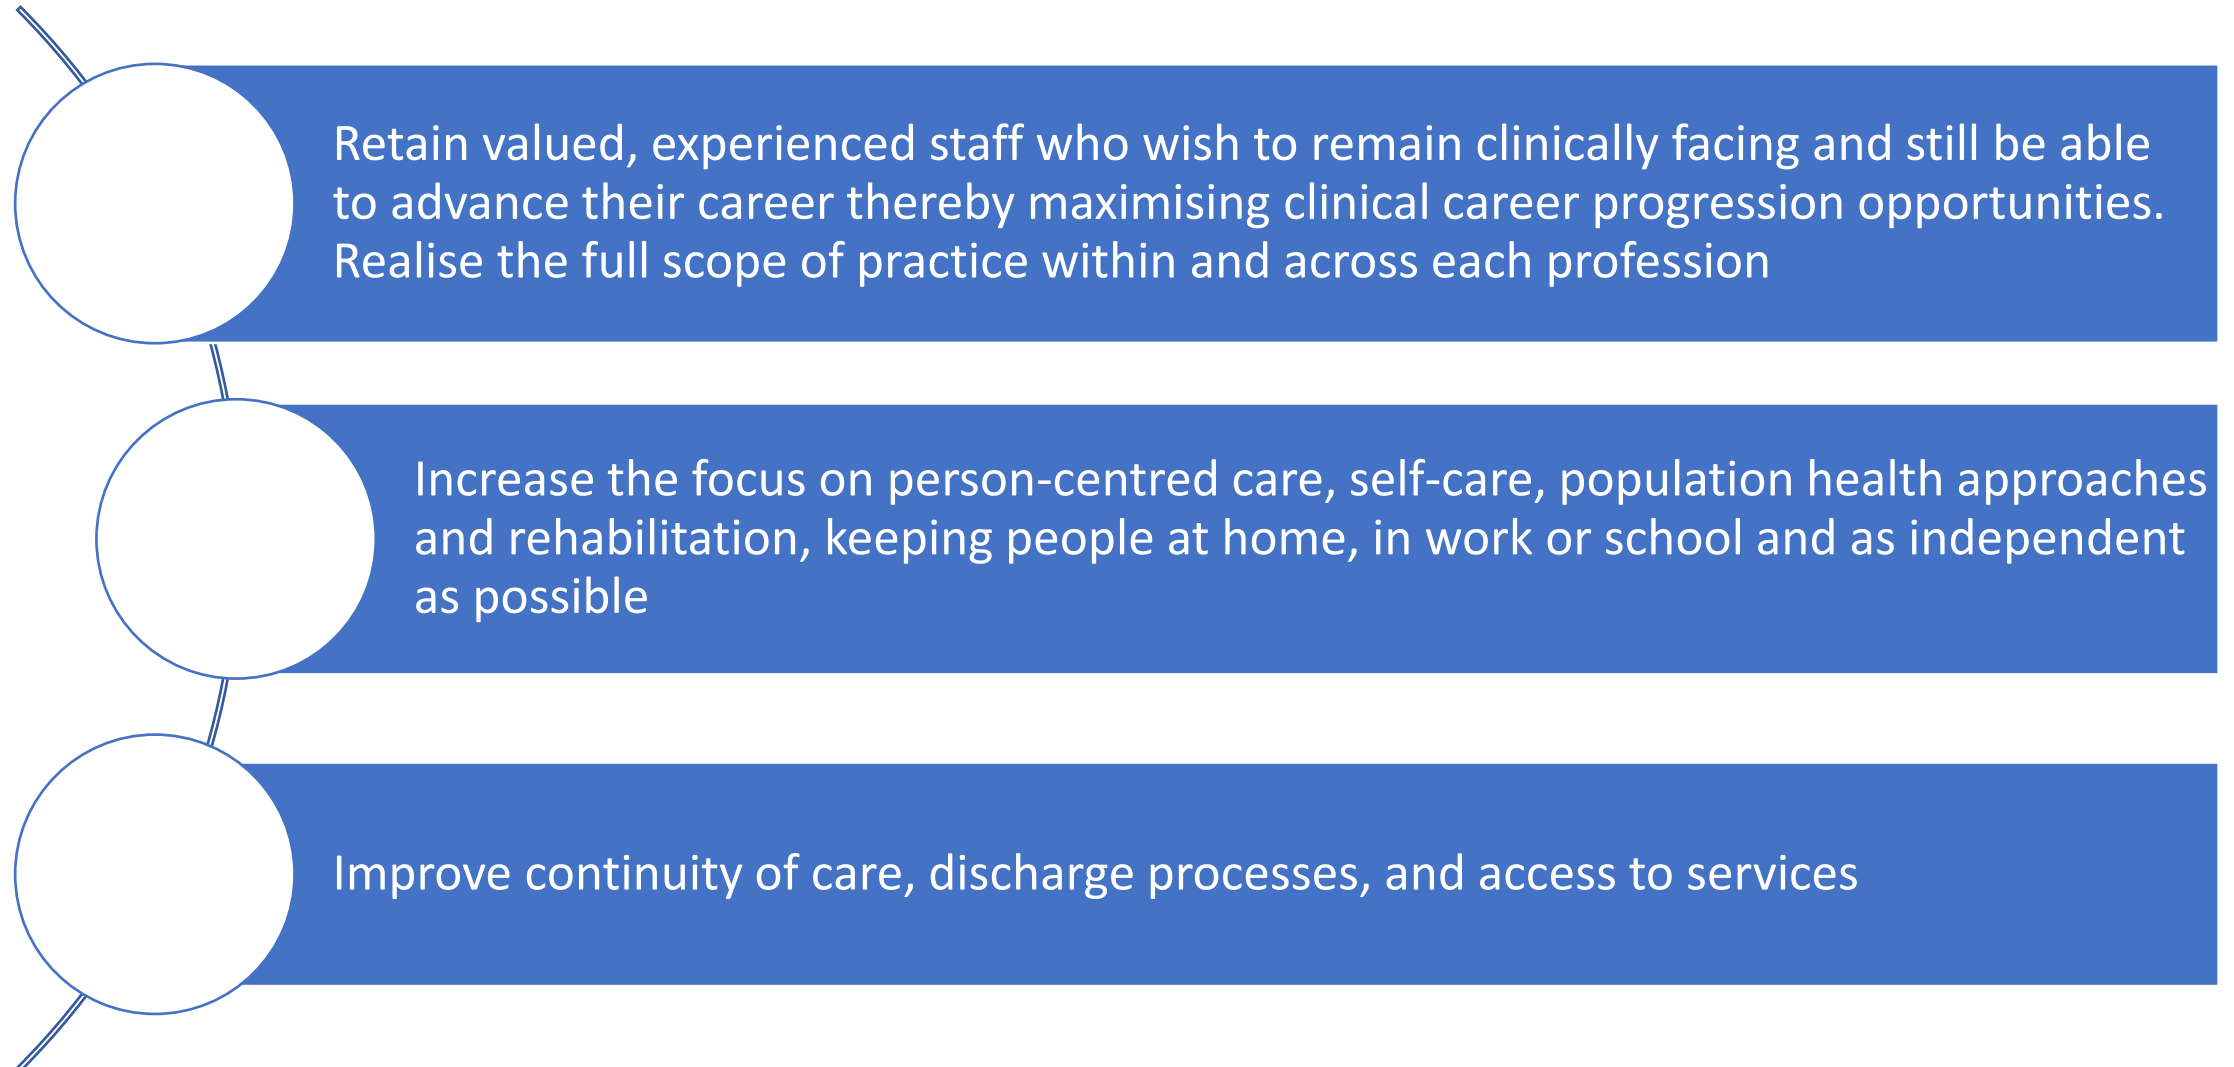 Retain valued, experienced staff who wish to remain clinically facing and still be able
to advance their career thereby maximising clinical career progression opportunities.
Realise the full scope of practice within and across each profession
Increase the focus on person-centred care, self-care, population health approaches
and rehabilitation, keeping people at home, in work or school and as independent
as possible
Improve continuity of care, discharge processes, and access to services